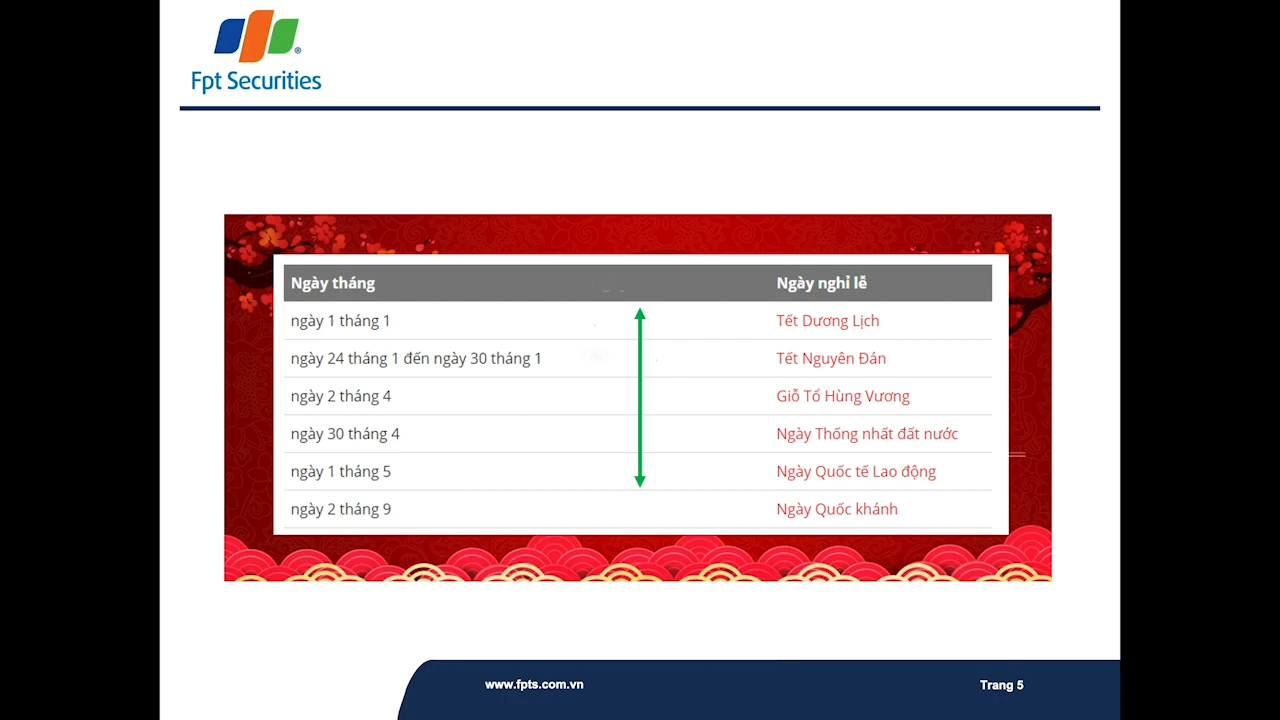 Fpt Securities
Ngày tháng Ngày nghỉ lễ
ngày 1 tháng 1 Tết Dương Lịch
ngày 24 tháng 1 đến ngày 30 tháng 1 Tết Nguyên Đán
ngày 2 tháng 4 Giỗ Tổ Hùng Vương
ngày 30 tháng 4 Ngày Thống nhất đất nước
ngày 1 tháng 5 Ngày Quốc tế Lao động
ngày 2 tháng 9 Ngày Quốc khánh
www.fpts.com.vn Trang 5